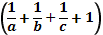 (1/a + 1/b + 1/c + 1)